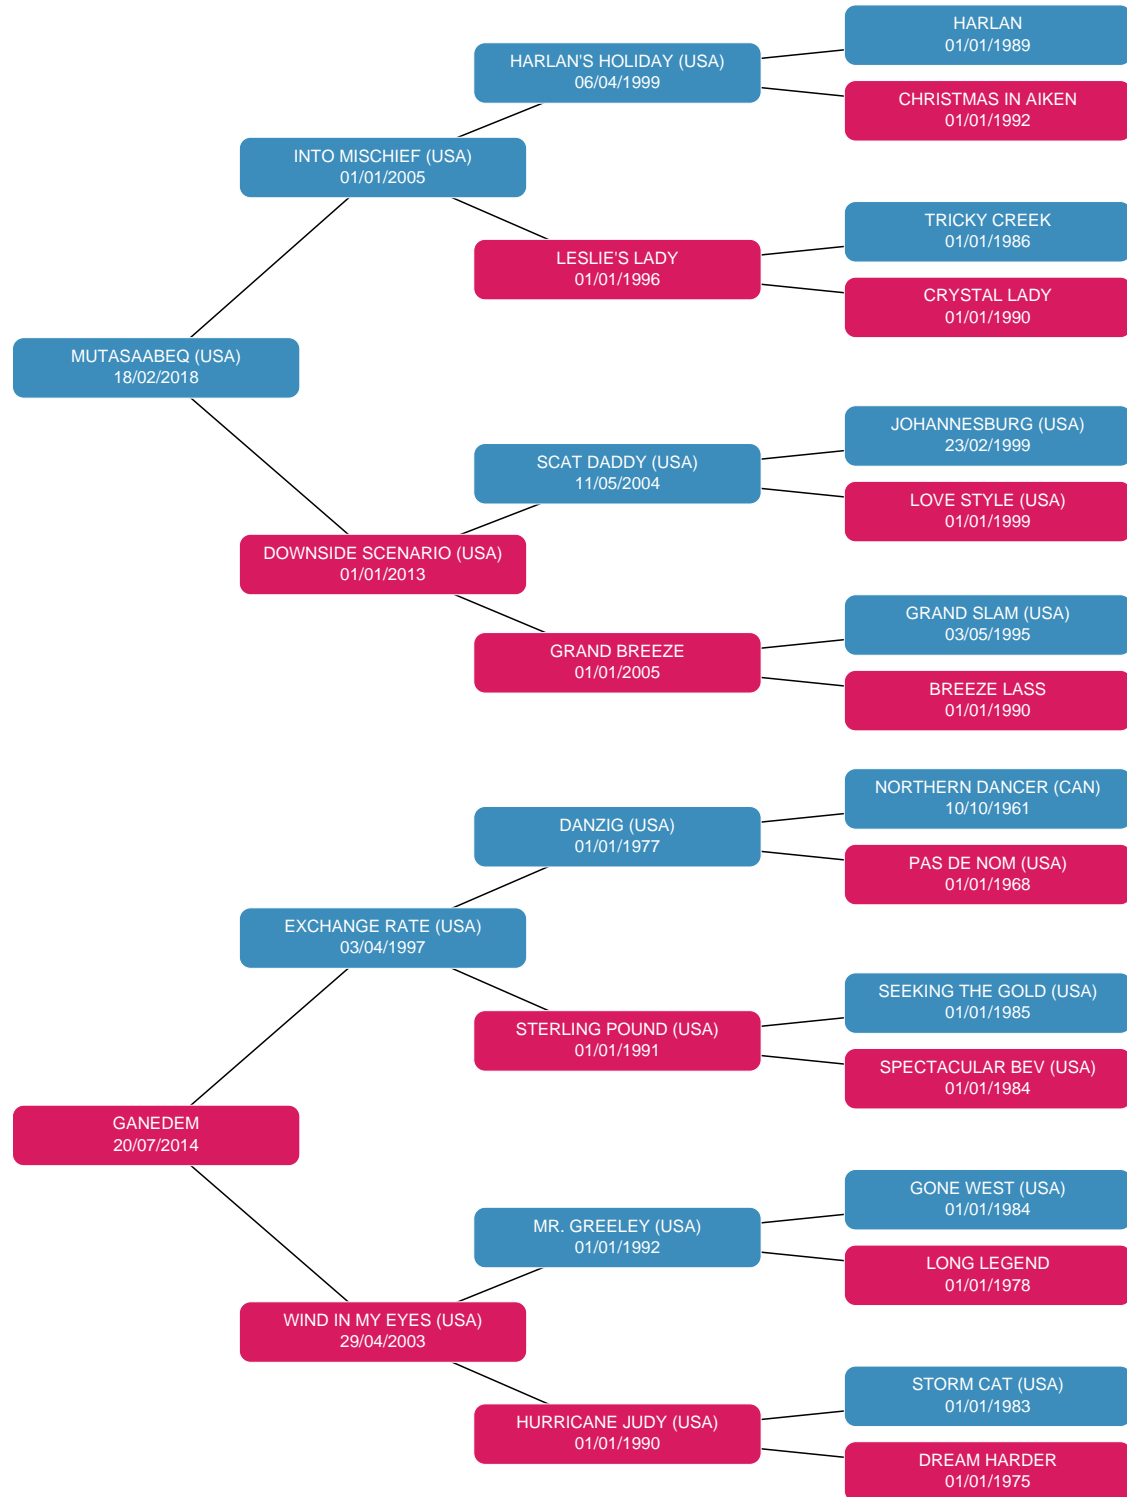 HARLAN
01/01/1989
HARLAN'S HOLIDAY (USA)
06/04/1999
CHRISTMAS IN AIKEN
01/01/1992
INTO MISCHIEF (USA)
01/01/2005
TRICKY CREEK
01/01/1986
LESLIE'S LADY
01/01/1996
CRYSTAL LADY
01/01/1990
MUTASAABEQ (USA)
18/02/2018
JOHANNESBURG (USA)
23/02/1999
SCAT DADDY (USA)
11/05/2004
LOVE STYLE (USA)
01/01/1999
DOWNSIDE SCENARIO (USA)
01/01/2013
GRAND SLAM (USA)
03/05/1995
GRAND BREEZE
01/01/2005
BREEZE LASS
01/01/1990
NORTHERN DANCER (CAN)
10/10/1961
DANZIG (USA)
01/01/1977
PAS DE NOM (USA)
01/01/1968
EXCHANGE RATE (USA)
03/04/1997
SEEKING THE GOLD (USA)
01/01/1985
STERLING POUND (USA)
01/01/1991
SPECTACULAR BEV (USA)
01/01/1984
GANEDEM
20/07/2014
GONE WEST (USA)
01/01/1984
MR. GREELEY (USA)
01/01/1992
LONG LEGEND
01/01/1978
WIND IN MY EYES (USA)
29/04/2003
STORM CAT (USA)
01/01/1983
HURRICANE JUDY (USA)
01/01/1990
DREAM HARDER
01/01/1975